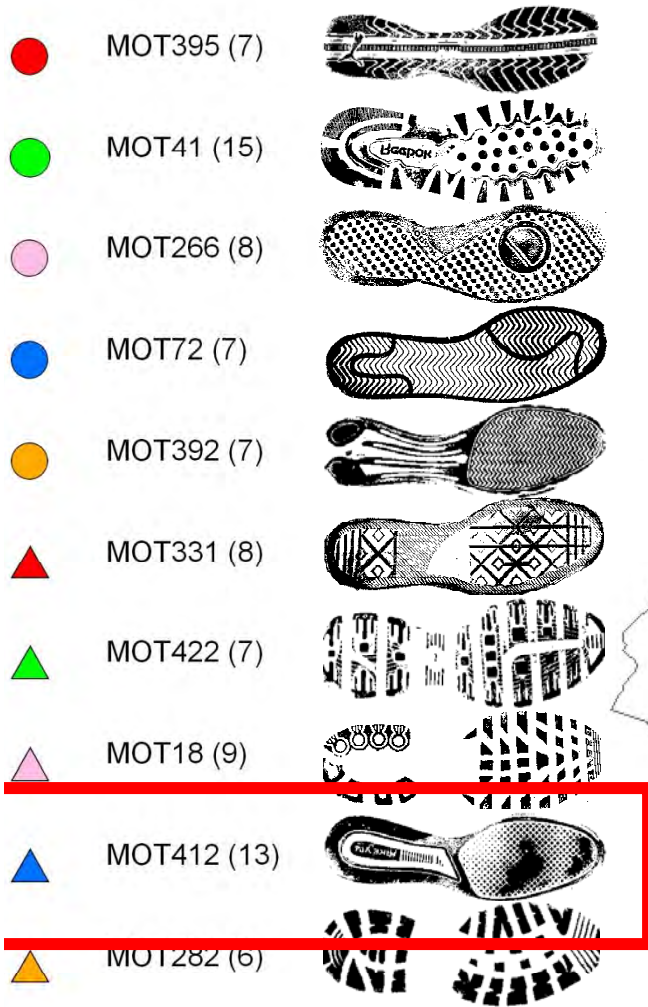 MOT395 (7)
MOT41 (15)
Reebok
MOT266 (8)
MOT72 (7)
MOT392 (7)
MOT331 (8)
MOT422 (7)
MOT18 (9)
MOT412 (13)
MOT282 (6)